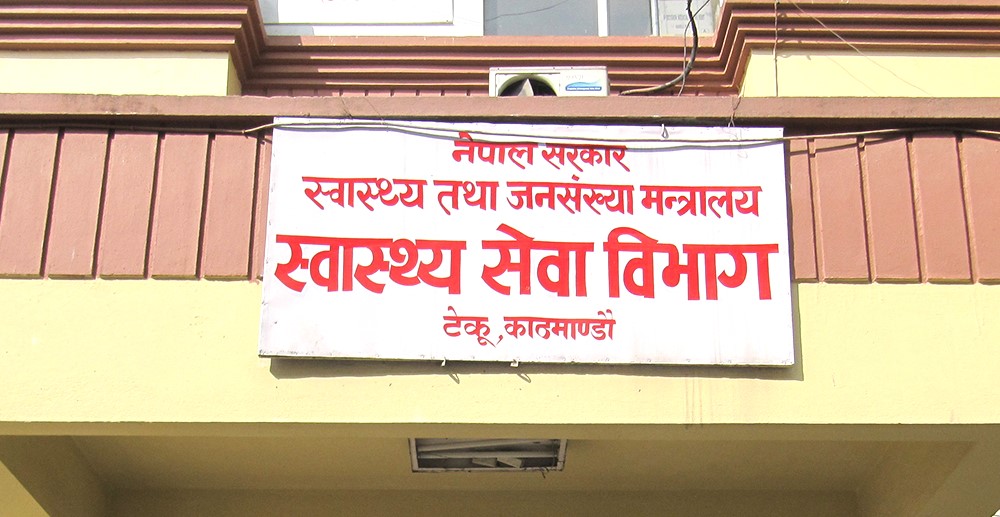 नेपाल सरकार
स्वास्थ्य तथा जनसंख्या मन्त्रालय
स्वास्थ्य सेवा विभाग
टेकू, काठमाण्डौ